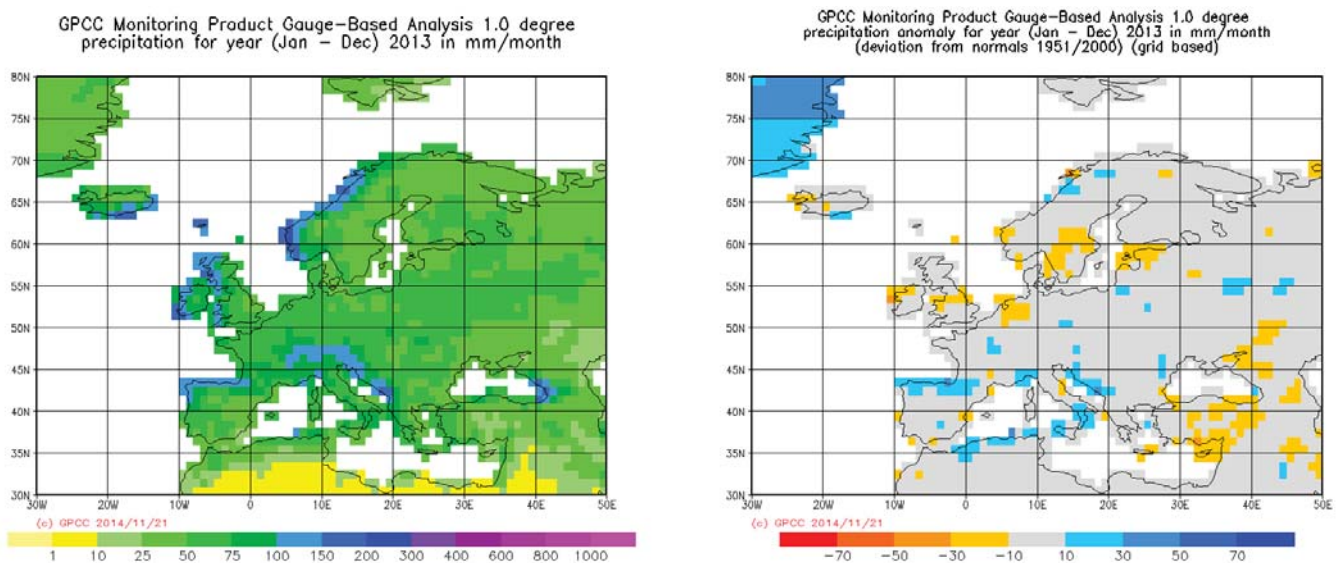 GPCC Monitoring Product Gauge-Based Analysis 1.0 degree
precipitation for year (Jan - Dec) 2013 in mm/month
80N
75N
70N
65N
60N
55N
50N
45N
40N
35N
30N
30W 20W 10W 0 10E 20E 30E 40E 50E
(c) GPCC 2014/11/21
1 10 25 50 75 100 150 200 300 400 600 800 1000
GPCC Monitoring Product Gauge-Based Analysis 1.0 degree
precipitation anomaly for year (Jan - Dec) 2013 in mm/month
(deviation from normals 1951/2000) (grid based)
80N
75N
70N
65N
60N
55N
50N
45N
40N
35N
30N
30W 20W 10W 0 10E 20E 30E 40E 50E
(c) GPCC 2014/11/21
-70 -50 -30 -10 10 30 50 70